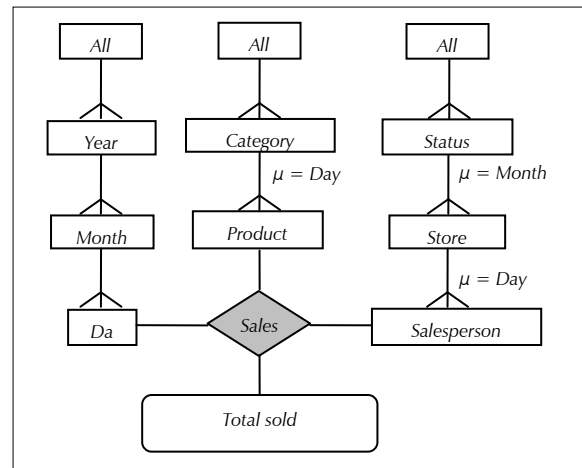 All
All
All
Year
Category
Status
μ = Day
μ = Month
Month
Product
Store
μ = Day
Da
Sales
Salesperson
Total sold